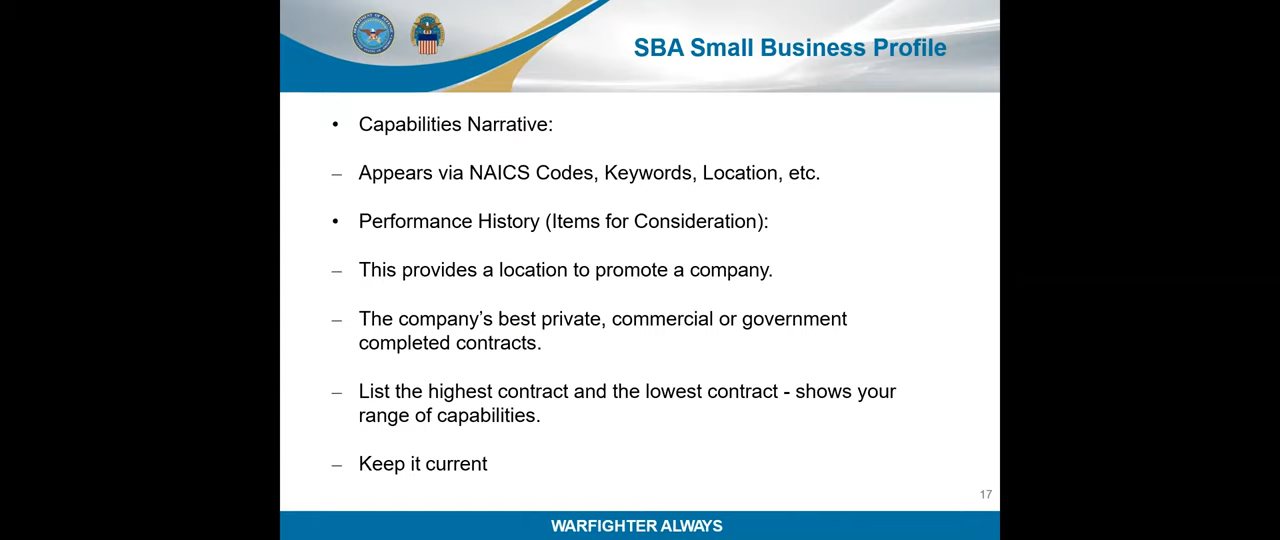 SBA Small Business Profile
• Capabilities Narrative:
– Appears via NAICS Codes, Keywords, Location, etc.
• Performance History (Items for Consideration):
– This provides a location to promote a company.
– The company’s best private, commercial or government
completed contracts.
– List the highest contract and the lowest contract - shows your
range of capabilities.
– Keep it current
17
WARFIGHTER ALWAYS